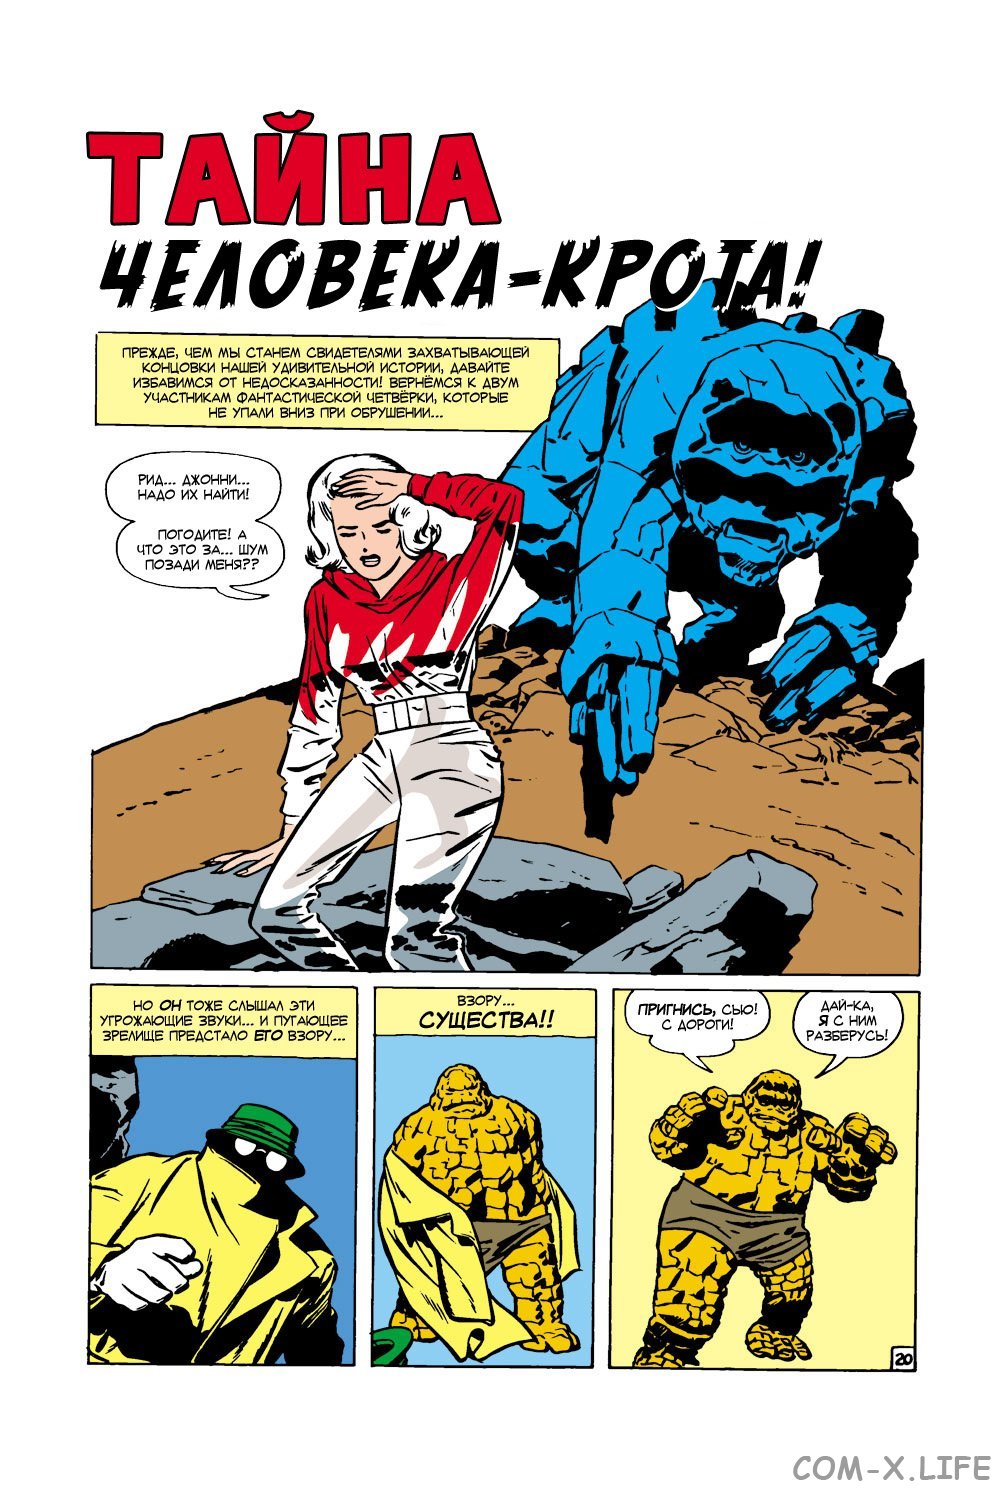 ТАЙНА
ЧЕЛОВЕКА-КРОТА!
ПРЕЖДЕ, ЧЕМ МЫ СТАНЕМ СВИДЕТЕЛЯМИ ЗАХВАТЫВАЮЩЕЙ
КОНЦОВКИ НАШЕЙ УДИВИТЕЛЬНОЙ ИСТОРИИ, ДАВАЙТЕ
ИЗБАВИМСЯ ОТ НЕДОСКАЗАННОСТИ! ВЕРНЁМСЯ К ДВУМ
УЧАСТНИКАМ ФАНТАСТИЧЕСКОЙ ЧЕТВЁРКИ, КОТОРЫЕ
НЕ УПАЛИ ВНИЗ ПРИ ОБРУШЕНИИ...
РИД... ДЖОННИ...
НАДО ИХ НАЙТИ!
ПОГОДИТЕ! А
ЧТО ЭТО ЗА... ШУМ
ПОЗАДИ МЕНЯ??
НО ОН ТОЖЕ СЛЫШАЛ ЭТИ
УГРОЖАЮЩИЕ ЗВУКИ... И ПУГАЮЩЕЕ
ЗРЕЛИЩЕ ПРЕДСТАЛО ЕГО ВЗОРУ...
ВЗОРУ...
СУЩЕСТВА!!
ПРИГНИСЬ, СЬЮ!
С ДОРОГИ!
ДАЙ-КА,
Я С НИМ
РАЗБЕРУСЬ!
20
COM-X.LIFE